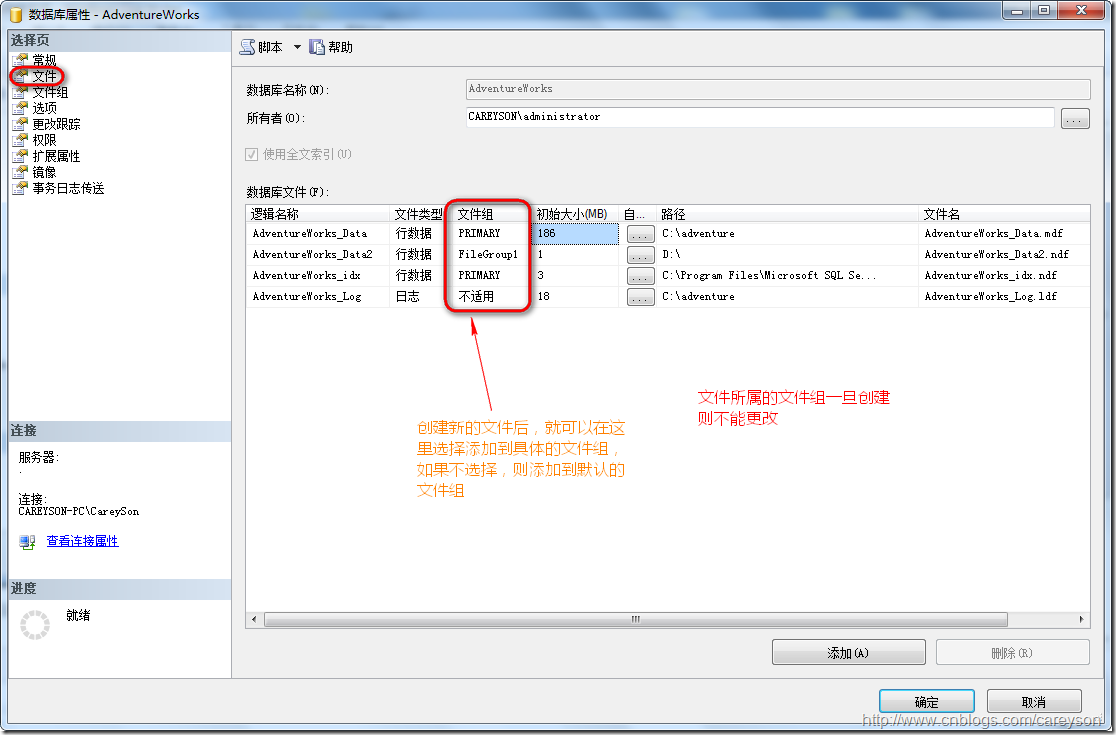 数据库属性 - AdventureWorks
选择页
常规
文件
文件组
选项
更改跟踪
权限
扩展属性
镜像
事务日志传送
连接
服务器:
.
连接:
CAREYSON-PC\CareySon
查看连接属性
进度
就绪
脚本 帮助
数据库名称(N): AdventureWorks
所有者(O): CAREYSON\administrator ...
使用全文索引(U)
数据库文件(F):
逻辑名称 文件类型 文件组 初始大小(MB) 自... 路径 文件名
AdventureWorks_Data 行数据 PRIMARY 186 ... C:\adventure AdventureWorks_Data.mdf
AdventureWorks_Data2 行数据 FileGroup1 1 ... D:\ AdventureWorks_Data2.ndf
AdventureWorks_idx 行数据 PRIMARY 3 ... C:\Program Files\Microsoft SQL Se... AdventureWorks_idx.ndf
AdventureWorks_Log 日志 不适用 18 ... C:\adventure AdventureWorks_Log.ldf
文件所属的文件组一旦创建
则不能更改
创建新的文件后，就可以在这
里选择添加到具体的文件组，
如果不选择，则添加到默认的
文件组
添加(A) 删除(R)
确定 取消
http://www.cnblogs.com/careyson